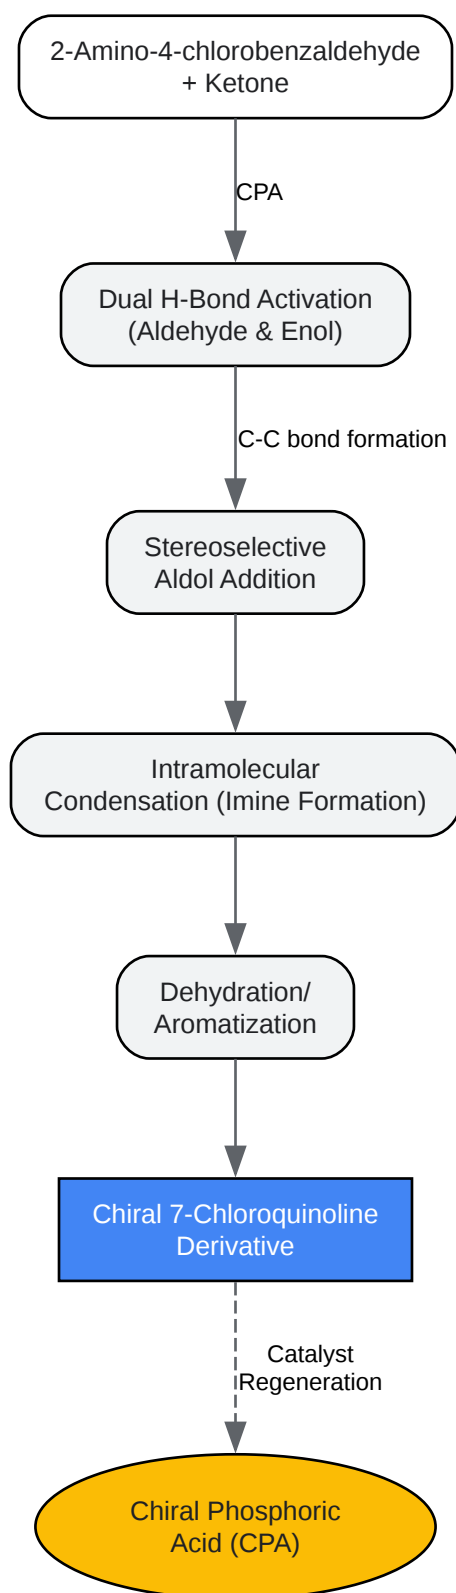 2-Amino-4-chlorobenzaldehyde
+ Ketone
CPA
Dual H-Bond Activation
(Aldehyde & Enol)
C-C bond formation
Stereoselective
Aldol Addition
Intramolecular
Condensation (Imine Formation)
Dehydration/
Aromatization
Chiral 7-Chloroquinoline
Derivative
Catalyst
Regeneration
Chiral Phosphoric
Acid (CPA)